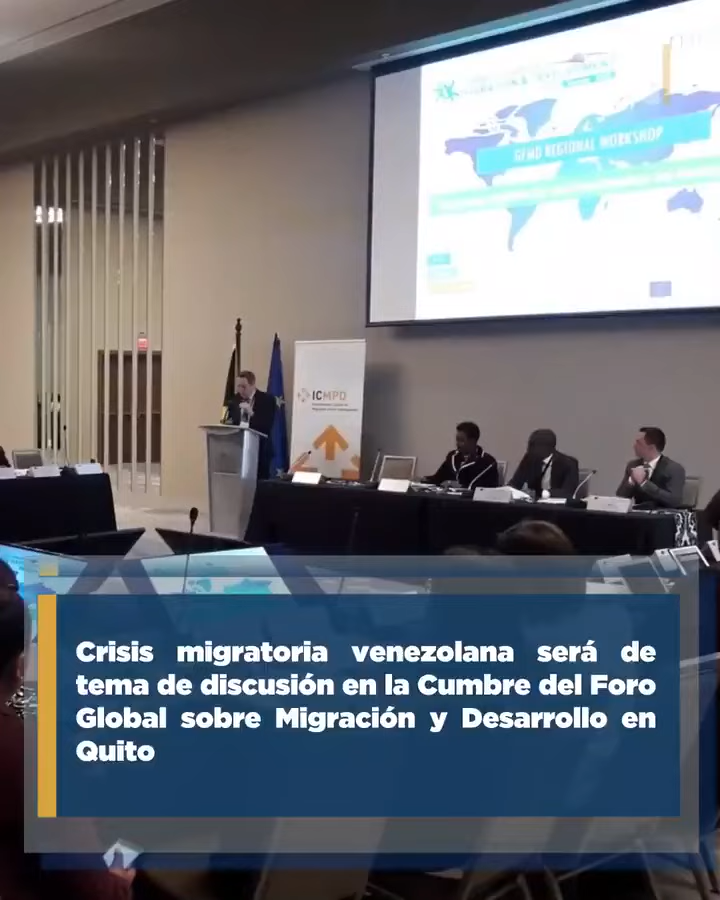 GFMD REGIONAL WORKSHOP
ICMPD
Crisis migratoria venezolana será de
tema de discusión en la Cumbre del Foro
Global sobre Migración y Desarrollo en
Quito